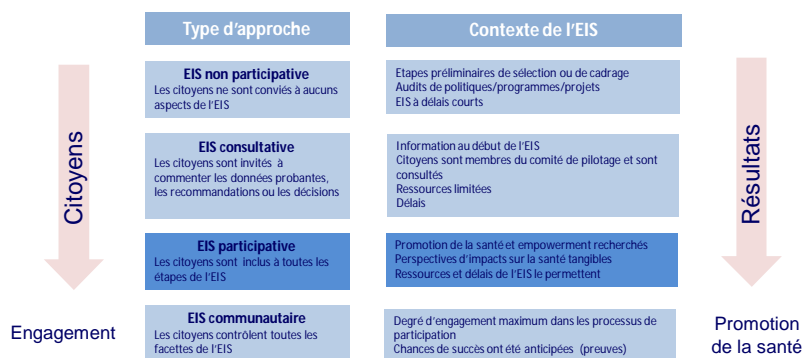 Type d'approche
Contexte de l'EIS
EIS non participative
Les citoyens ne sont conviés à aucuns
aspects de l'EIS
Etapes préliminaires de sélection ou de cadrage
Audits de politiques/programmes/projets
EIS à délais courts
EIS consultative
Les citoyens sont invités à
commenter les données probantes,
les recommandations ou les décisions
Information au début de l'EIS
Citoyens sont membres du comité de pilotage et sont
consultés
Ressources limitées
Délais
EIS participative
Les citoyens sont inclus à toutes les
étapes de l'EIS
Promotion de la santé et empowerment recherchés
Perspectives d'impacts sur la santé tangibles
Ressources et délais de l'EIS le permettent
EIS communautaire
Les citoyens contrôlent toutes les
facettes de l'EIS
Degré d'engagement maximum dans les processus de
participation
Chances de succès ont été anticipées (preuves)
Citoyens
Engagement
Résultats
Promotion
de la santé